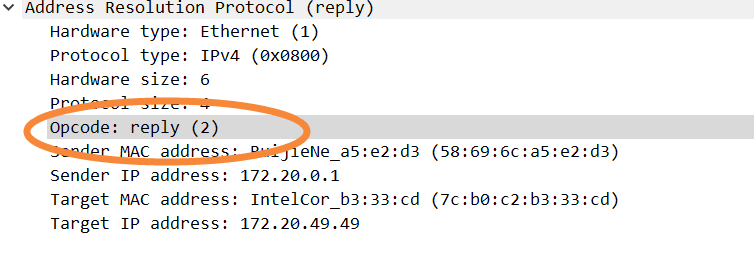 Address Resolution Protocol (reply)
Hardware type: Ethernet (1)
Protocol type: IPv4 (0x0800)
Hardware size: 6
Protocol size: 4
Opcode: reply (2)
Sender MAC address: RuijieNe_a5:e2:d3 (58:69:6c:a5:e2:d3)
Sender IP address: 172.20.0.1
Target MAC address: IntelCor_b3:33:cd (7c:b0:c2:b3:33:cd)
Target IP address: 172.20.49.49